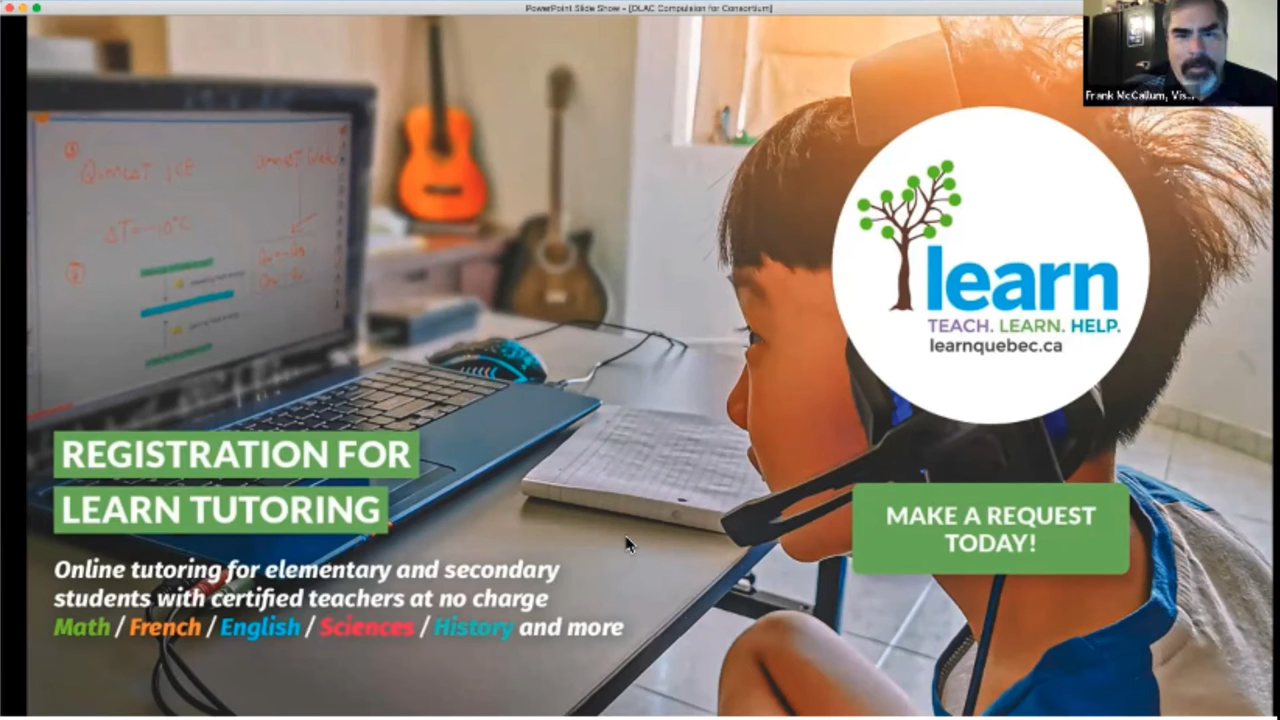 PowerPoint Slide Show - [DLAC Compulsion for Consortium]
Frank McCallum, Vis...
learn
TEACH. LEARN. HELP.
learnquebec.ca
REGISTRATION FOR
LEARN TUTORING
MAKE A REQUEST
TODAY!
Online tutoring for elementary and secondary
students with certified teachers at no charge
Math / French / English / Sciences / History and more